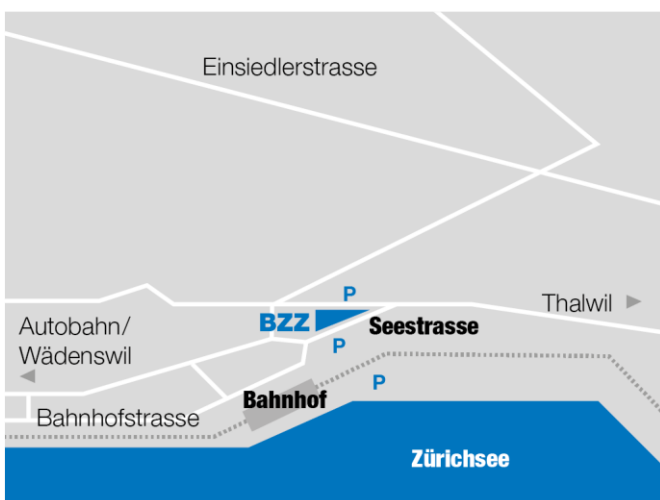 Einsiedlerstrasse
P
Thalwil
BZZ
Seestrasse
Autobahn/
Wädenswil
P
P
Bahnhof
Bahnhofstrasse
Zürichsee